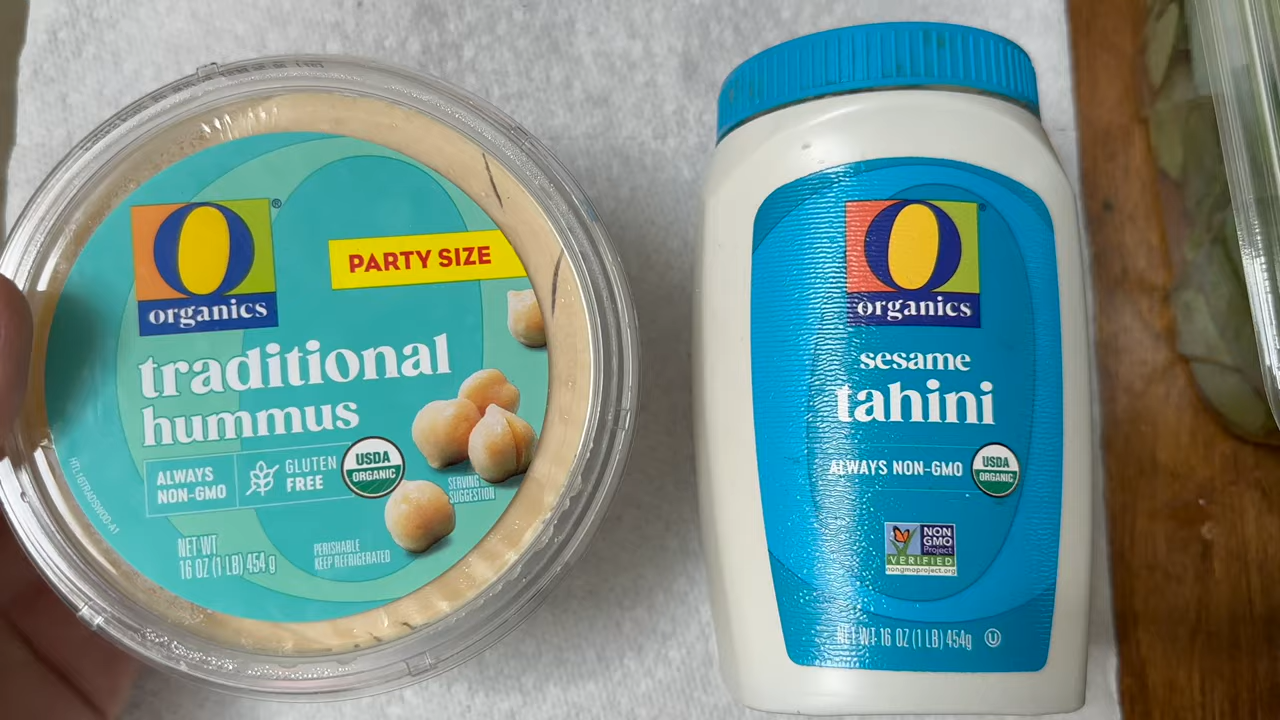 O
organics
®
PARTY SIZE
traditional
hummus
ALWAYS
NON-GMO
GLUTEN
FREE
USDA
ORGANIC
SERVING
SUGGESTION
HTL16TRADSW00-A1
NET WT
16 OZ (1 LB) 454 g
PERISHABLE
KEEP REFRIGERATED
O
organics
sesame
tahini
ALWAYS NON-GMO
USDA
ORGANIC
NON
GMO
Project
VERIFIED
nongmoproject.org
NET WT 16 OZ (1 LB) 454g
U